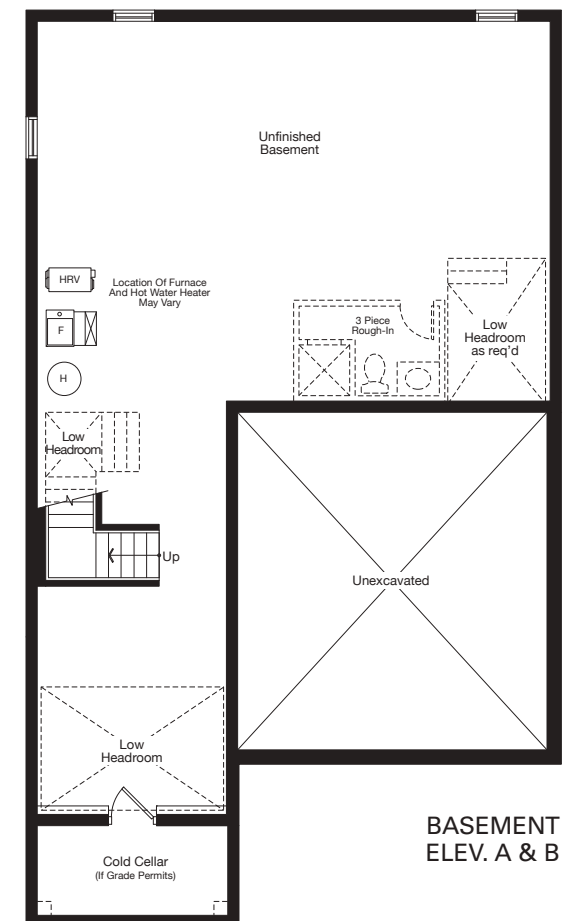 Unfinished
Basement
HRV
Location Of Furnace
And Hot Water Heater
May Vary
F
3 Piece
Rough-In
Low
Headroom
as req'd
H
Low
Headroom
N
Up
Unexcavated
Low
Headroom
BASEMENT
ELEV. A & B
Cold Cellar
(If Grade Permits)